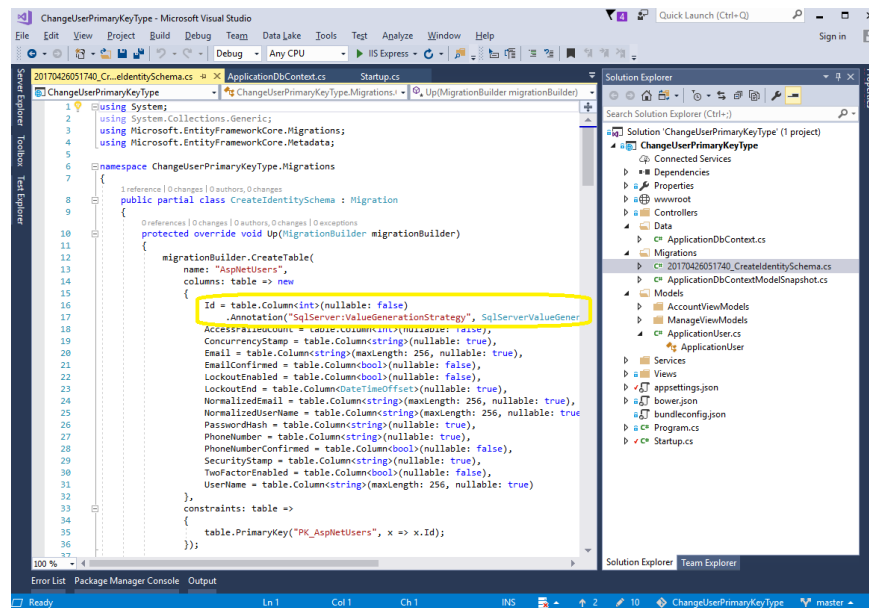 ChangeUserPrimaryKeyType - Microsoft Visual Studio
4
Quick Launch (Ctrl+Q)
File Edit View Project Build Debug Team Data Lake Tools Test Analyze Window Help
Sign in
Debug Any CPU IIS Express
Server Explorer
Toolbox
Test Explorer
20170426051740_Cr...eIdentitySchema.cs ApplicationDbContext.cs Startup.cs
ChangeUserPrimaryKeyType ChangeUserPrimaryKeyType.Migrations. Up(MigrationBuilder migrationBuilder)
1 using System;
2 using System.Collections.Generic;
3 using Microsoft.EntityFrameworkCore.Migrations;
4 using Microsoft.EntityFrameworkCore.Metadata;
5
6 namespace ChangeUserPrimaryKeyType.Migrations
7 {
1 reference | 0 changes | 0 authors, 0 changes
8 public partial class CreateIdentitySchema : Migration
9 {
0 references | 0 changes | 0 authors, 0 changes | 0 exceptions
10 protected override void Up(MigrationBuilder migrationBuilder)
11 {
12 migrationBuilder.CreateTable(
13 name: "AspNetUsers",
14 columns: table => new
15 {
16 Id = table.Column<int>(nullable: false)
17 .Annotation("SqlServer:ValueGenerationStrategy", SqlServerValueGener
18 AccessFailedCount = table.Column<int>(nullable: false),
19 ConcurrencyStamp = table.Column<string>(nullable: true),
20 Email = table.Column<string>(maxLength: 256, nullable: true),
21 EmailConfirmed = table.Column<bool>(nullable: false),
22 LockoutEnabled = table.Column<bool>(nullable: false),
23 LockoutEnd = table.Column<DateTimeOffset>(nullable: true),
24 NormalizedEmail = table.Column<string>(maxLength: 256, nullable: true),
25 NormalizedUserName = table.Column<string>(maxLength: 256, nullable: true
26 PasswordHash = table.Column<string>(nullable: true),
27 PhoneNumber = table.Column<string>(nullable: true),
28 PhoneNumberConfirmed = table.Column<bool>(nullable: false),
29 SecurityStamp = table.Column<string>(nullable: true),
30 TwoFactorEnabled = table.Column<bool>(nullable: false),
31 UserName = table.Column<string>(maxLength: 256, nullable: true)
32 },
33 constraints: table =>
34 {
35 table.PrimaryKey("PK_AspNetUsers", x => x.Id);
36 });
37
100 %
Solution Explorer
Search Solution Explorer (Ctrl+;)
Solution 'ChangeUserPrimaryKeyType' (1 project)
ChangeUserPrimaryKeyType
Connected Services
Dependencies
Properties
wwwroot
Controllers
Data
C# ApplicationDbContext.cs
Migrations
C# 20170426051740_CreateIdentitySchema.cs
C# ApplicationDbContextModelSnapshot.cs
Models
AccountViewModels
ManageViewModels
C# ApplicationUser.cs
ApplicationUser
Services
Views
appsettings.json
bower.json
bundleconfig.json
C# Program.cs
C# Startup.cs
Solution Explorer Team Explorer
Error List Package Manager Console Output
Ready Ln 1 Col 1 Ch 1 INS 2 10 ChangeUserPrimaryKeyType master